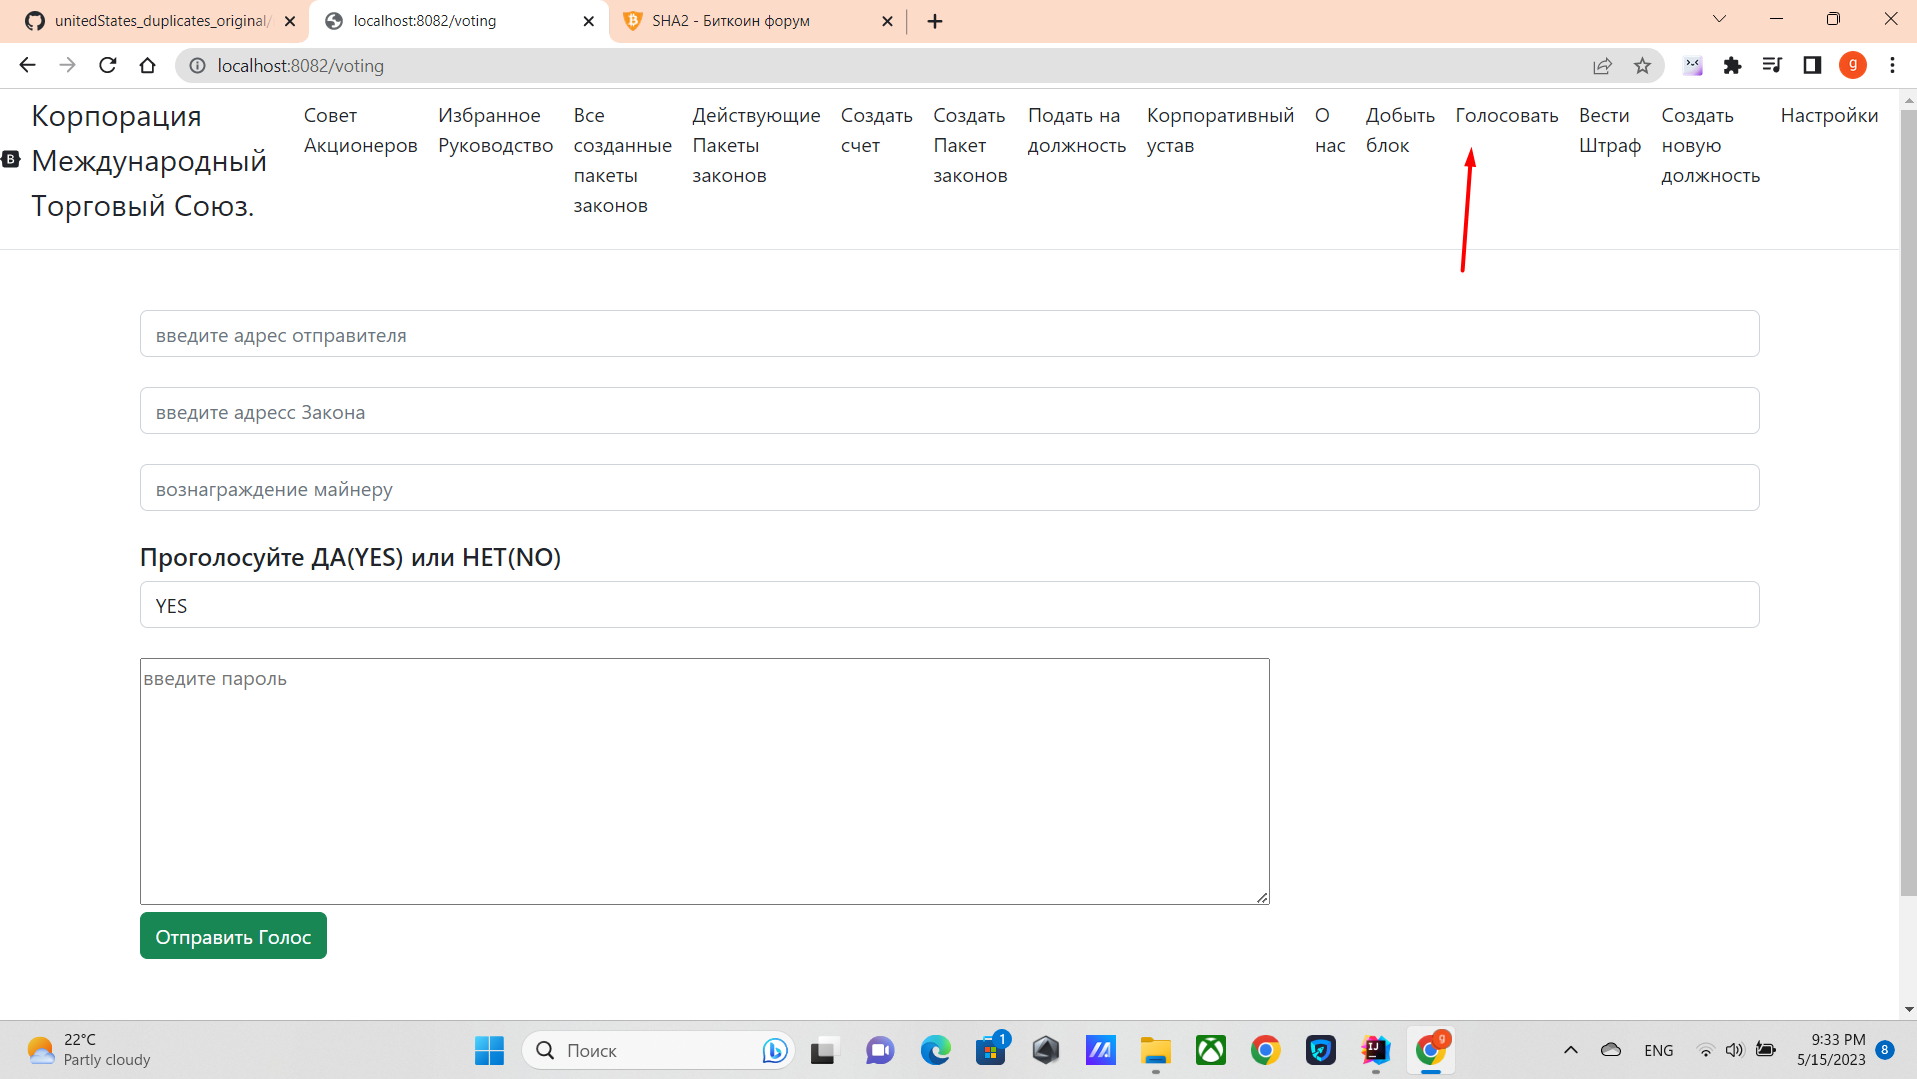 unitedStates_duplicates_original/
localhost:8082/voting
SHA2 - Биткоин форум
localhost:8082/voting
g
B
Корпорация
Международный
Торговый Союз.
Совет
Акционеров
Избранное
Руководство
Все
созданные
пакеты
законов
Действующие
Пакеты
законов
Создать
счет
Создать
Пакет
законов
Подать на
должность
Корпоративный
устав
О
нас
Добыть
блок
Голосовать
Вести
Штраф
Создать
новую
должность
Настройки
введите адрес отправителя
введите адресс Закона
вознаграждение майнеру
Проголосуйте ДА(YES) или НЕТ(NO)
YES
введите пароль
Отправить Голос
22°C
Partly cloudy
Поиск
1
IJ
g
ENG
9:33 PM
5/15/2023
8